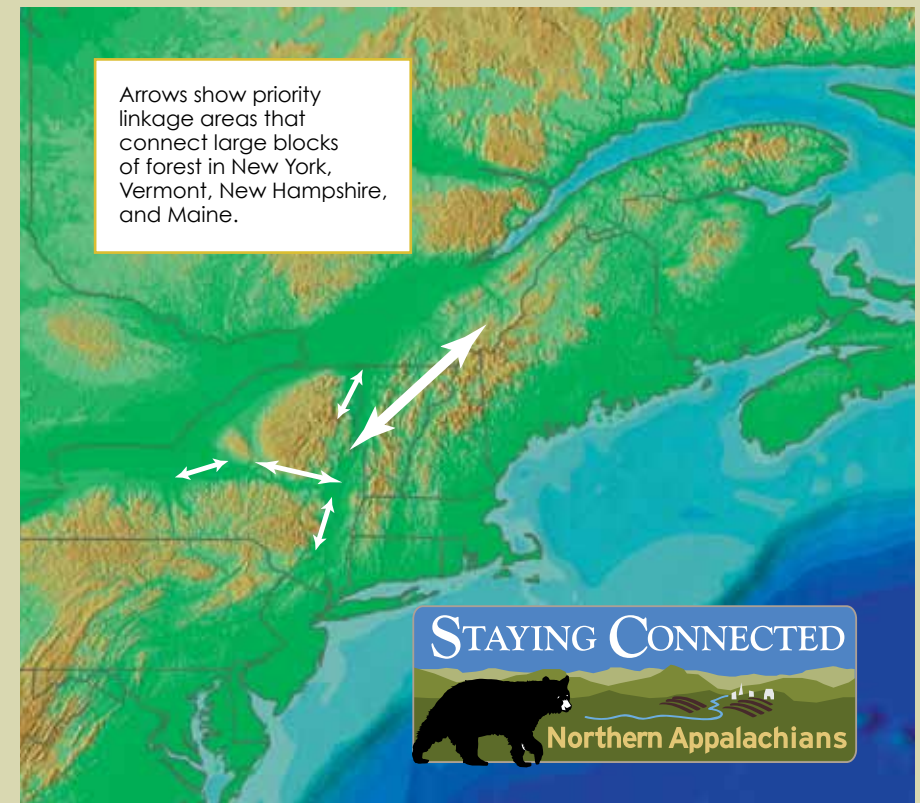 Arrows show priority
linkage areas that
connect large blocks
of forest in New York,
Vermont, New Hampshire,
and Maine.
STAYING CONNECTED
Northern Appalachians